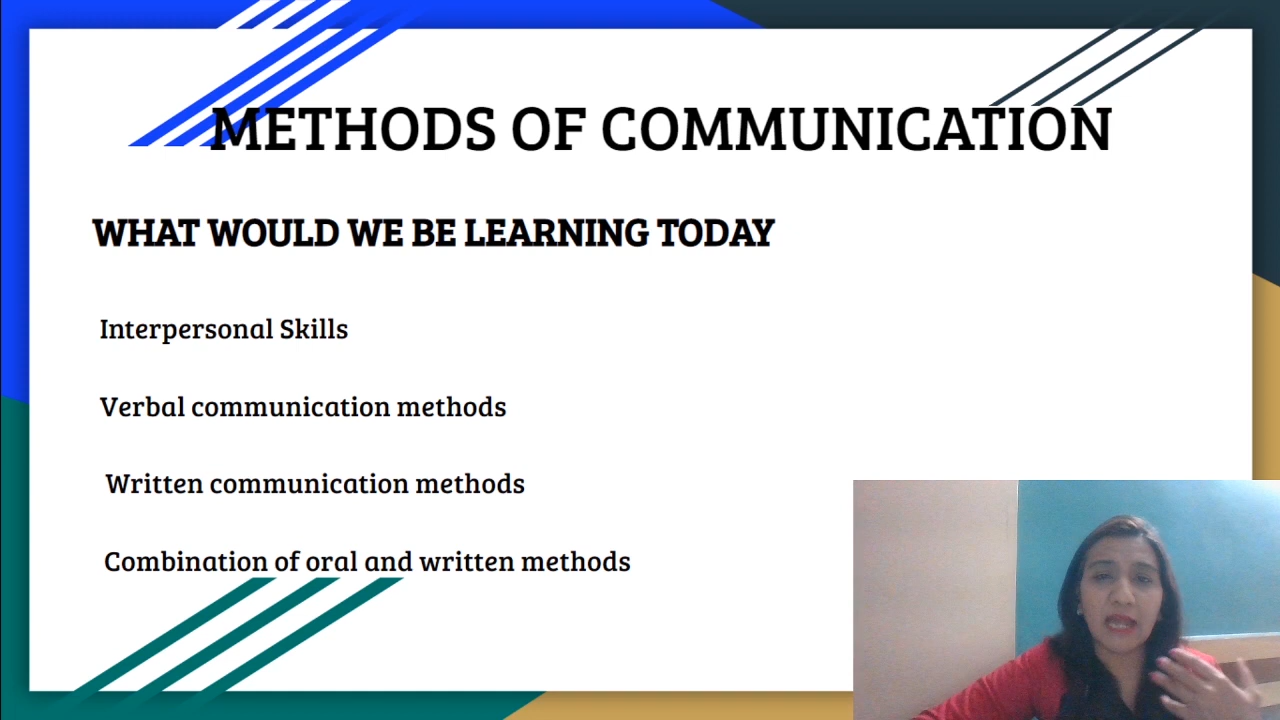 METHODS OF COMMUNICATION
WHAT WOULD WE BE LEARNING TODAY
Interpersonal Skills
Verbal communication methods
Written communication methods
Combination of oral and written methods